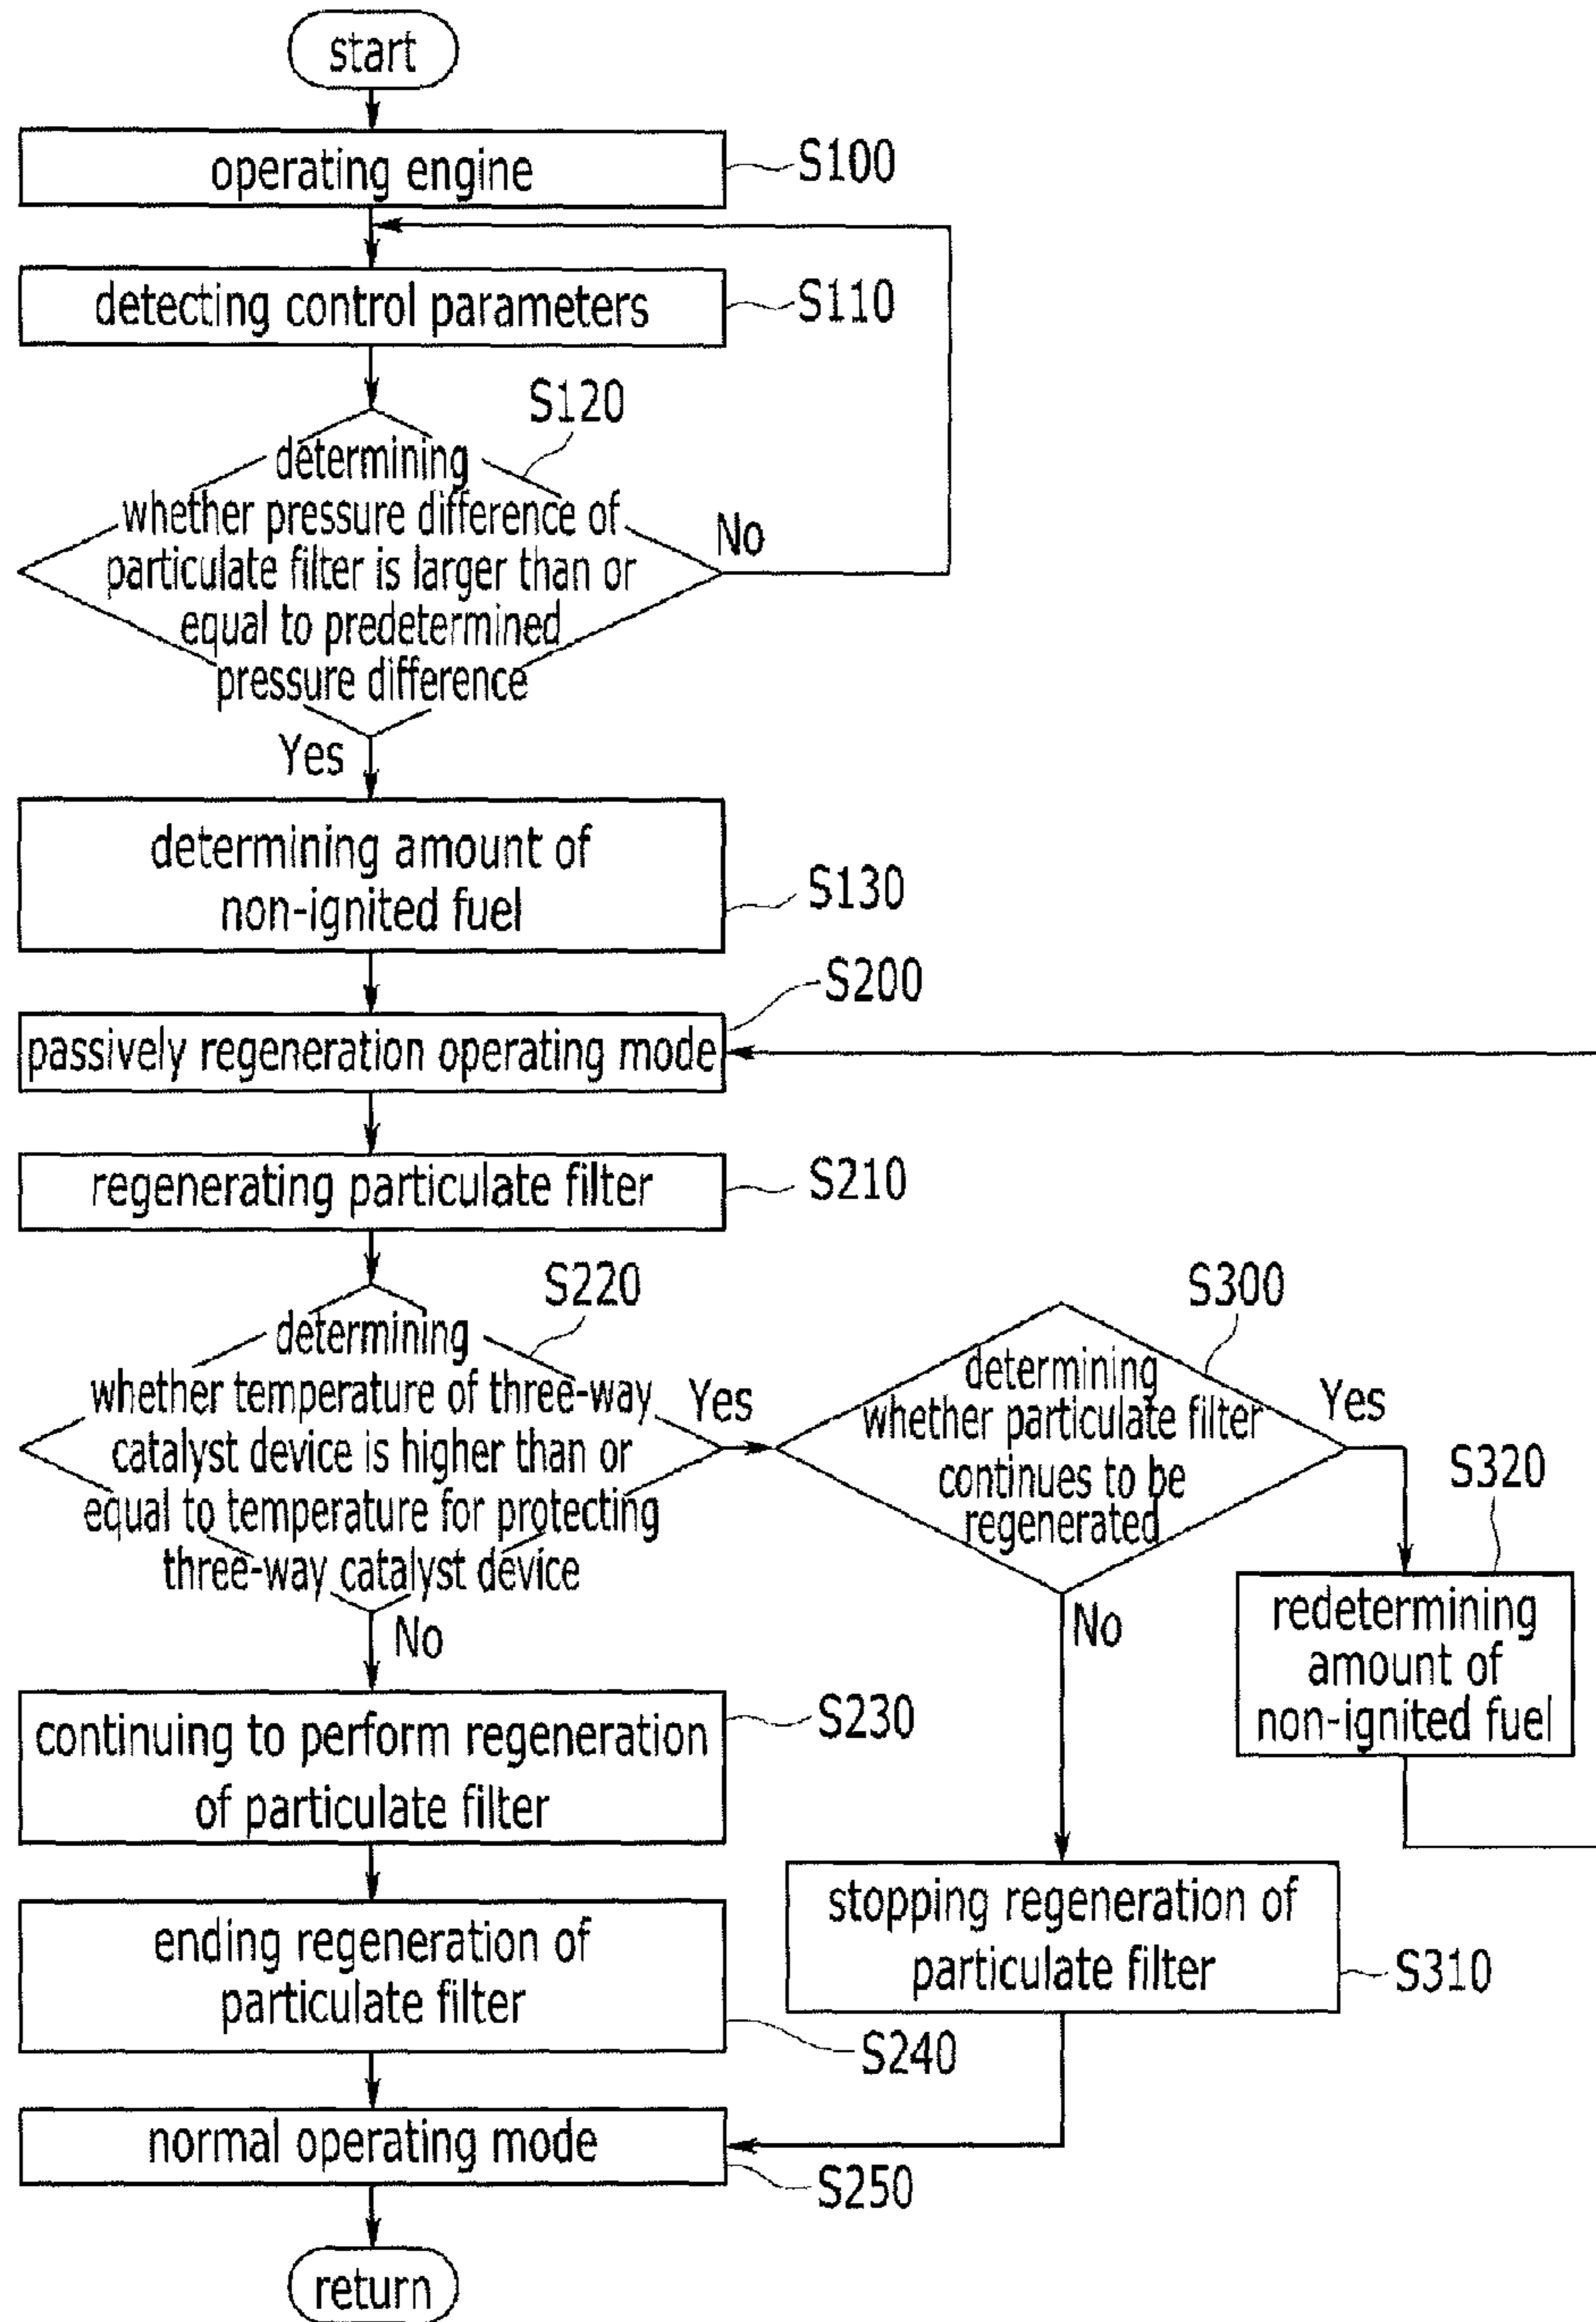 start
operating engine
S100
detecting control parameters
S110
S120
determining
whether pressure difference of
particulate filter is larger than or
equal to predetermined
pressure difference
No
Yes
determining amount of
non-ignited fuel
S130
S200
passively regeneration operating mode
regenerating particulate filter
S210
S220
determining
whether temperature of three-way
catalyst device is higher than or
equal to temperature for protecting
three-way catalyst device
Yes
No
S300
determining
whether particulate filter
continues to be
regenerated
Yes
No
S320
redetermining
amount of
non-ignited fuel
continuing to perform regeneration
of particulate filter
S230
ending regeneration of
particulate filter
S240
stopping regeneration of
particulate filter
S310
normal operating mode
S250
return